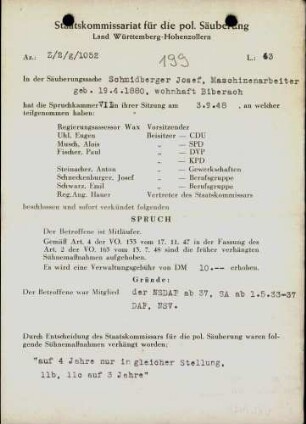 Staatskommissariat für die pol. Säuberung
Land Württemberg-Hohenzollern
Az.: Z/R/g/1052
199
L.: 43
In der Säuberungssache Schmidberger Josef, Maschinenarbeiter
geb. 19.4.1880, wohnhaft Biberach
hat die Spruchkammer VII in ihrer Sitzung am 3.9.48, an welcher
teilgenommen haben:
Regierungsassessor Wax Vorsitzender
Uhl, Eugen Beisitzer — CDU
Musch, Alois „ — SPD
Fischer, Paul „ — DVP
„ — KPD
Steinacher, Anton „ — Gewerkschaften
Schneckenburger, Josef „ — Berufsgruppe
Schwarz, Emil „ — Berufsgruppe
Reg.Ang. Hauer Vertreter des Staatskommissars
beschlossen und sofort verkündet folgenden
SPRUCH
Der Betroffene ist Mitläufer.
Gemäß Art. 4 der VO. 133 vom 17. 11. 47 in der Fassung des
Art. 2 der VO. 165 vom 13. 7. 48 sind die früher verhängten
Sühnemaßnahmen aufgehoben.
Es wird eine Verwaltungsgebühr von DM 10.-- erhoben.
Gründe:
Der Betroffene war Mitglied der NSDAP ab 37, SA ab 1.5.33-37
DAF, NSV.
Durch Entscheidung des Staatskommissars für die pol. Säuberung waren fol-
gende Sühnemaßnahmen verhängt worden:
"auf 4 Jahre nur in gleicher Stellung,
11b, 11c auf 3 Jahre"